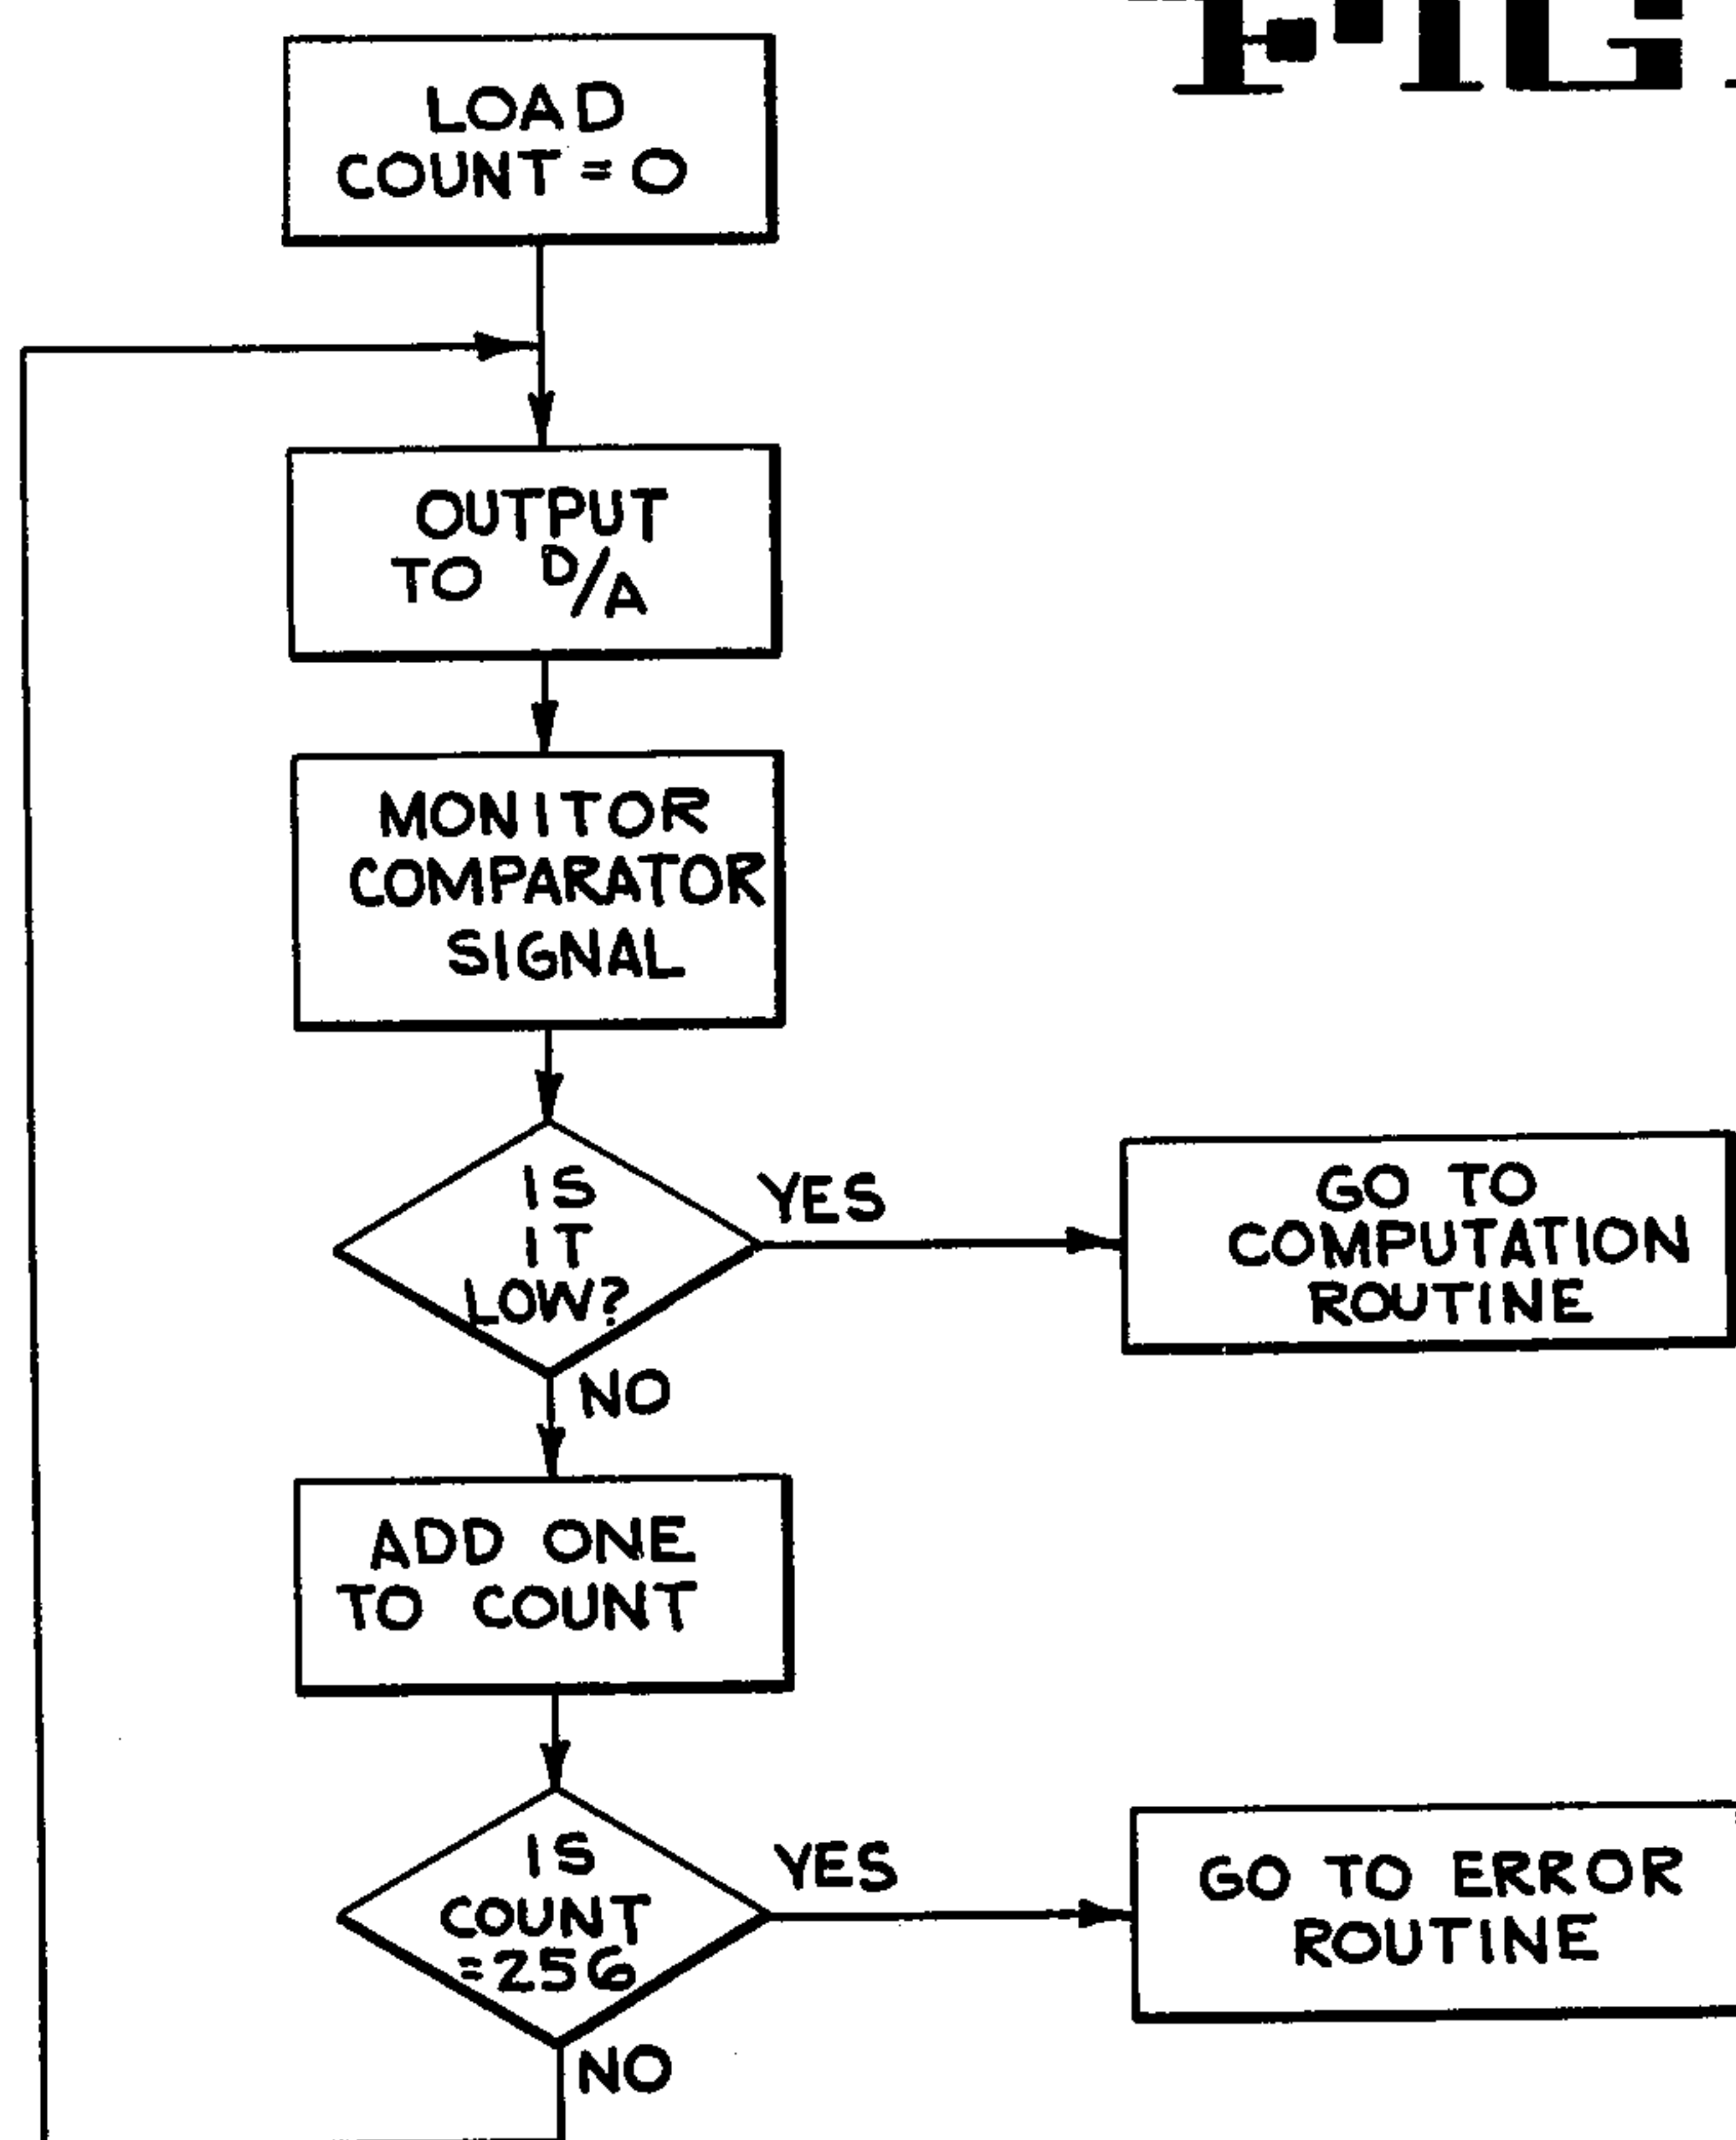 FIG.
LOAD
COUNT = 0
OUTPUT
TO D/A
MONITOR
COMPARATOR
SIGNAL
IS
IT
LOW?
YES
GO TO
COMPUTATION
ROUTINE
NO
ADD ONE
TO COUNT
IS
COUNT
=256
YES
GO TO ERROR
ROUTINE
NO